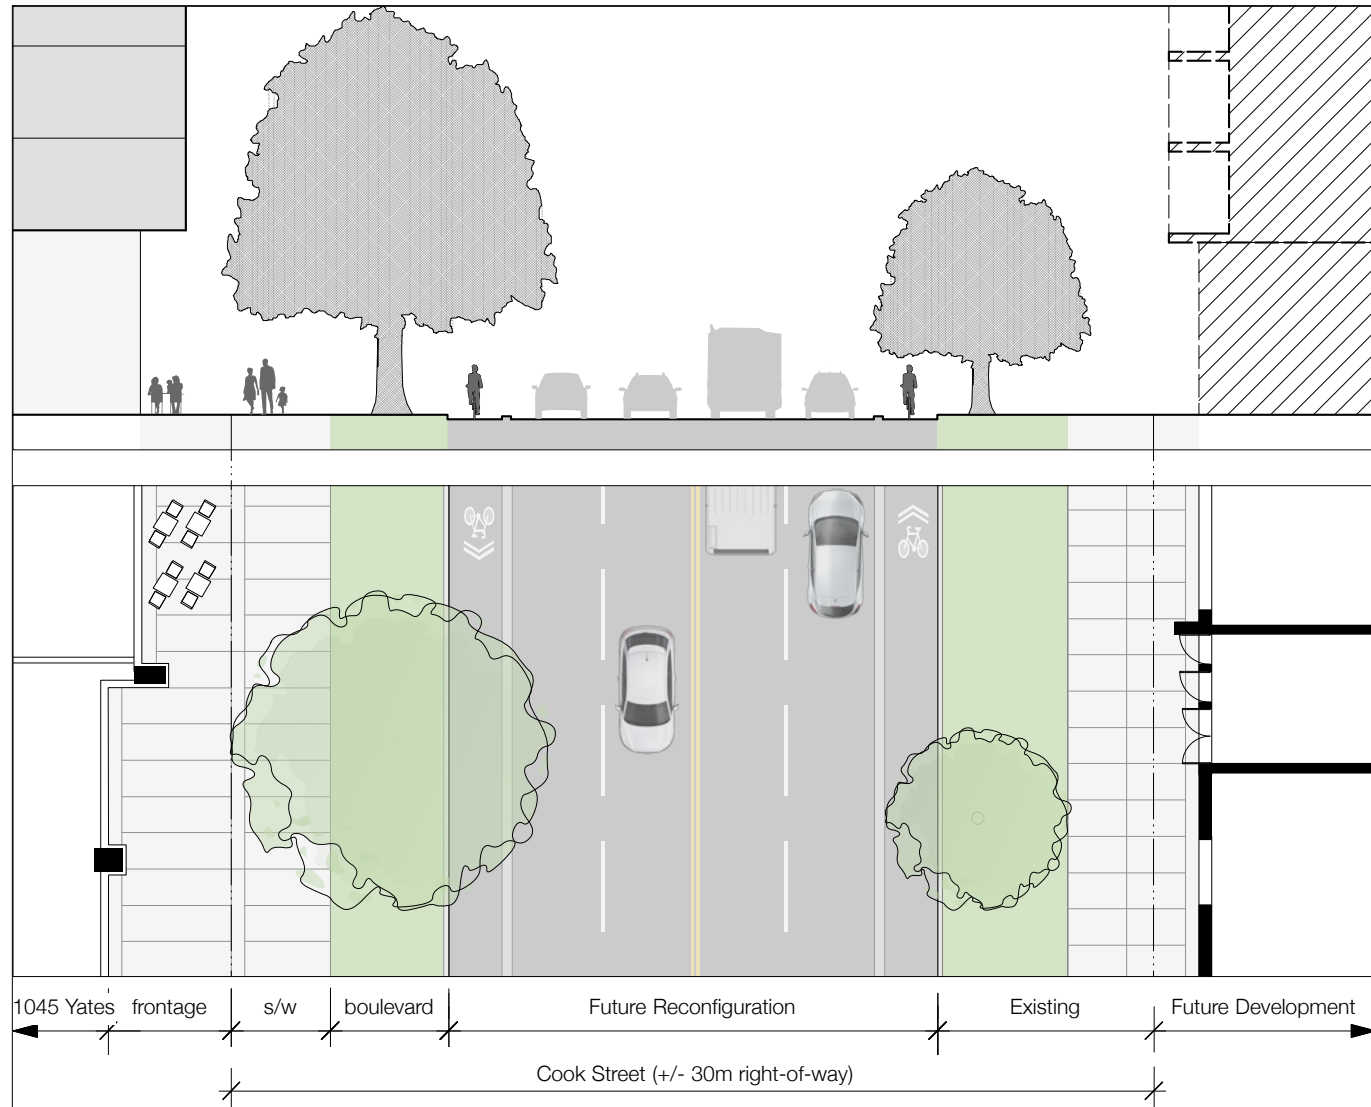 1045 Yates frontage s/w boulevard Future Reconfiguration Existing Future Development
Cook Street (+/- 30m right-of-way)